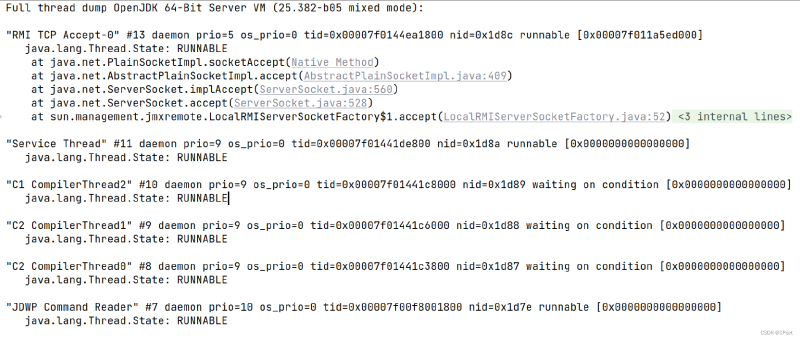 Full thread dump OpenJDK 64-Bit Server VM (25.382-b05 mixed mode):
"RMI TCP Accept-0" #13 daemon prio=5 os_prio=0 tid=0x00007f0144ea1800 nid=0x1d8c runnable [0x00007f011a5ed000]
java.lang.Thread.State: RUNNABLE
at java.net.PlainSocketImpl.socketAccept(Native Method)
at java.net.AbstractPlainSocketImpl.accept(AbstractPlainSocketImpl.java:409)
at java.net.ServerSocket.implAccept(ServerSocket.java:560)
at java.net.ServerSocket.accept(ServerSocket.java:528)
at sun.management.jmxremote.LocalRMIServerSocketFactory$1.accept(LocalRMIServerSocketFactory.java:52) <3 internal lines>
"Service Thread" #11 daemon prio=9 os_prio=0 tid=0x00007f01441de800 nid=0x1d8a runnable [0x0000000000000000]
java.lang.Thread.State: RUNNABLE
"C1 CompilerThread2" #10 daemon prio=9 os_prio=0 tid=0x00007f01441c8000 nid=0x1d89 waiting on condition [0x0000000000000000]
java.lang.Thread.State: RUNNABLE
"C2 CompilerThread1" #9 daemon prio=9 os_prio=0 tid=0x00007f01441c6000 nid=0x1d88 waiting on condition [0x0000000000000000]
java.lang.Thread.State: RUNNABLE
"C2 CompilerThread0" #8 daemon prio=9 os_prio=0 tid=0x00007f01441c3800 nid=0x1d87 waiting on condition [0x0000000000000000]
java.lang.Thread.State: RUNNABLE
"JDWP Command Reader" #7 daemon prio=10 os_prio=0 tid=0x00007f00f8001800 nid=0x1d7e runnable [0x0000000000000000]
java.lang.Thread.State: RUNNABLE
CSDN